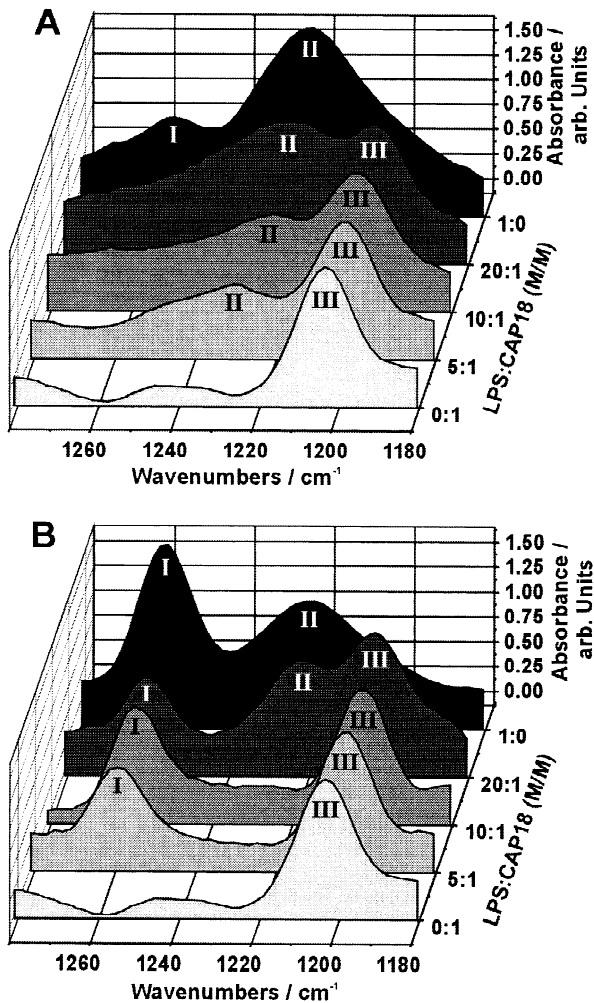 A
1.50
1.25
1.00
0.75
0.50
0.25
0.00
Absorbance /
arb. Units
II
I
II
III
II
III
III
II
III
1:0
20:1
10:1
5:1
0:1
LPS:CAP18 (M/M)
1260 1240 1220 1200 1180
Wavenumbers / cm⁻¹
B
1.50
1.25
1.00
0.75
0.50
0.25
0.00
Absorbance /
arb. Units
I
II
III
I
II
I
III
III
I
III
1:0
20:1
10:1
5:1
0:1
LPS:CAP18 (M/M)
1260 1240 1220 1200 1180
Wavenumbers / cm⁻¹